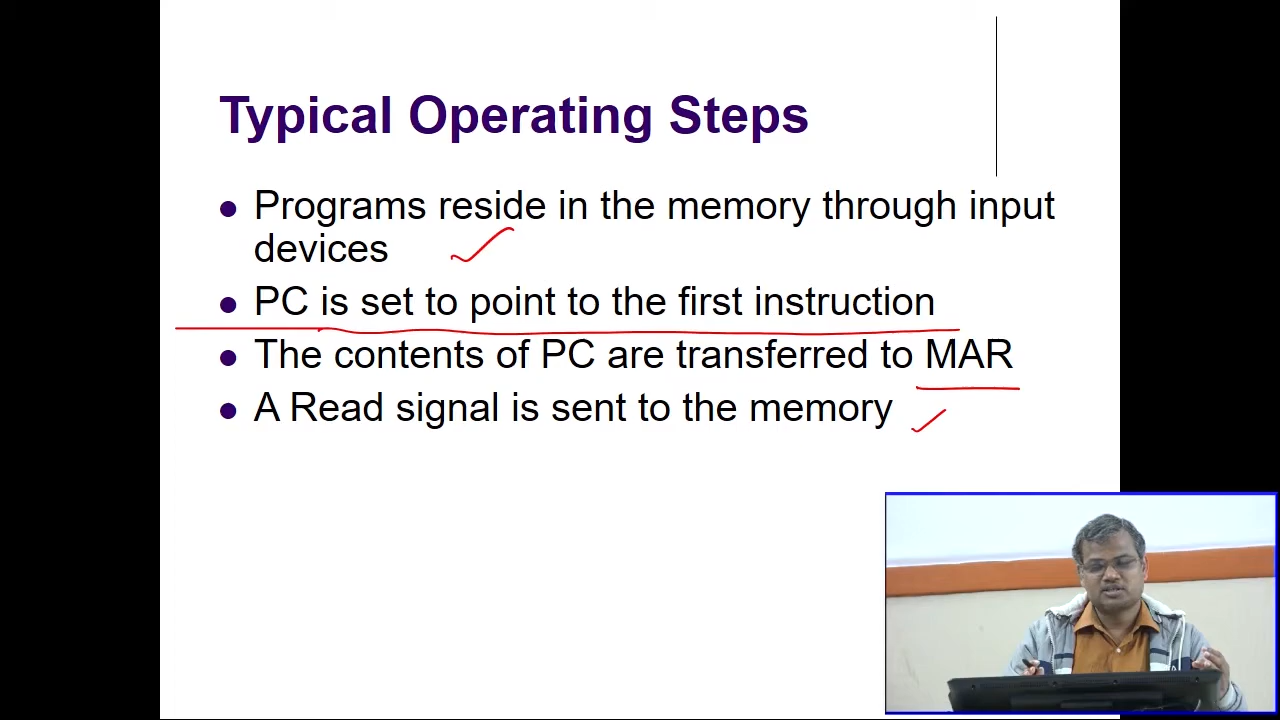 Typical Operating Steps
Programs reside in the memory through input
devices
PC is set to point to the first instruction
The contents of PC are transferred to MAR
A Read signal is sent to the memory